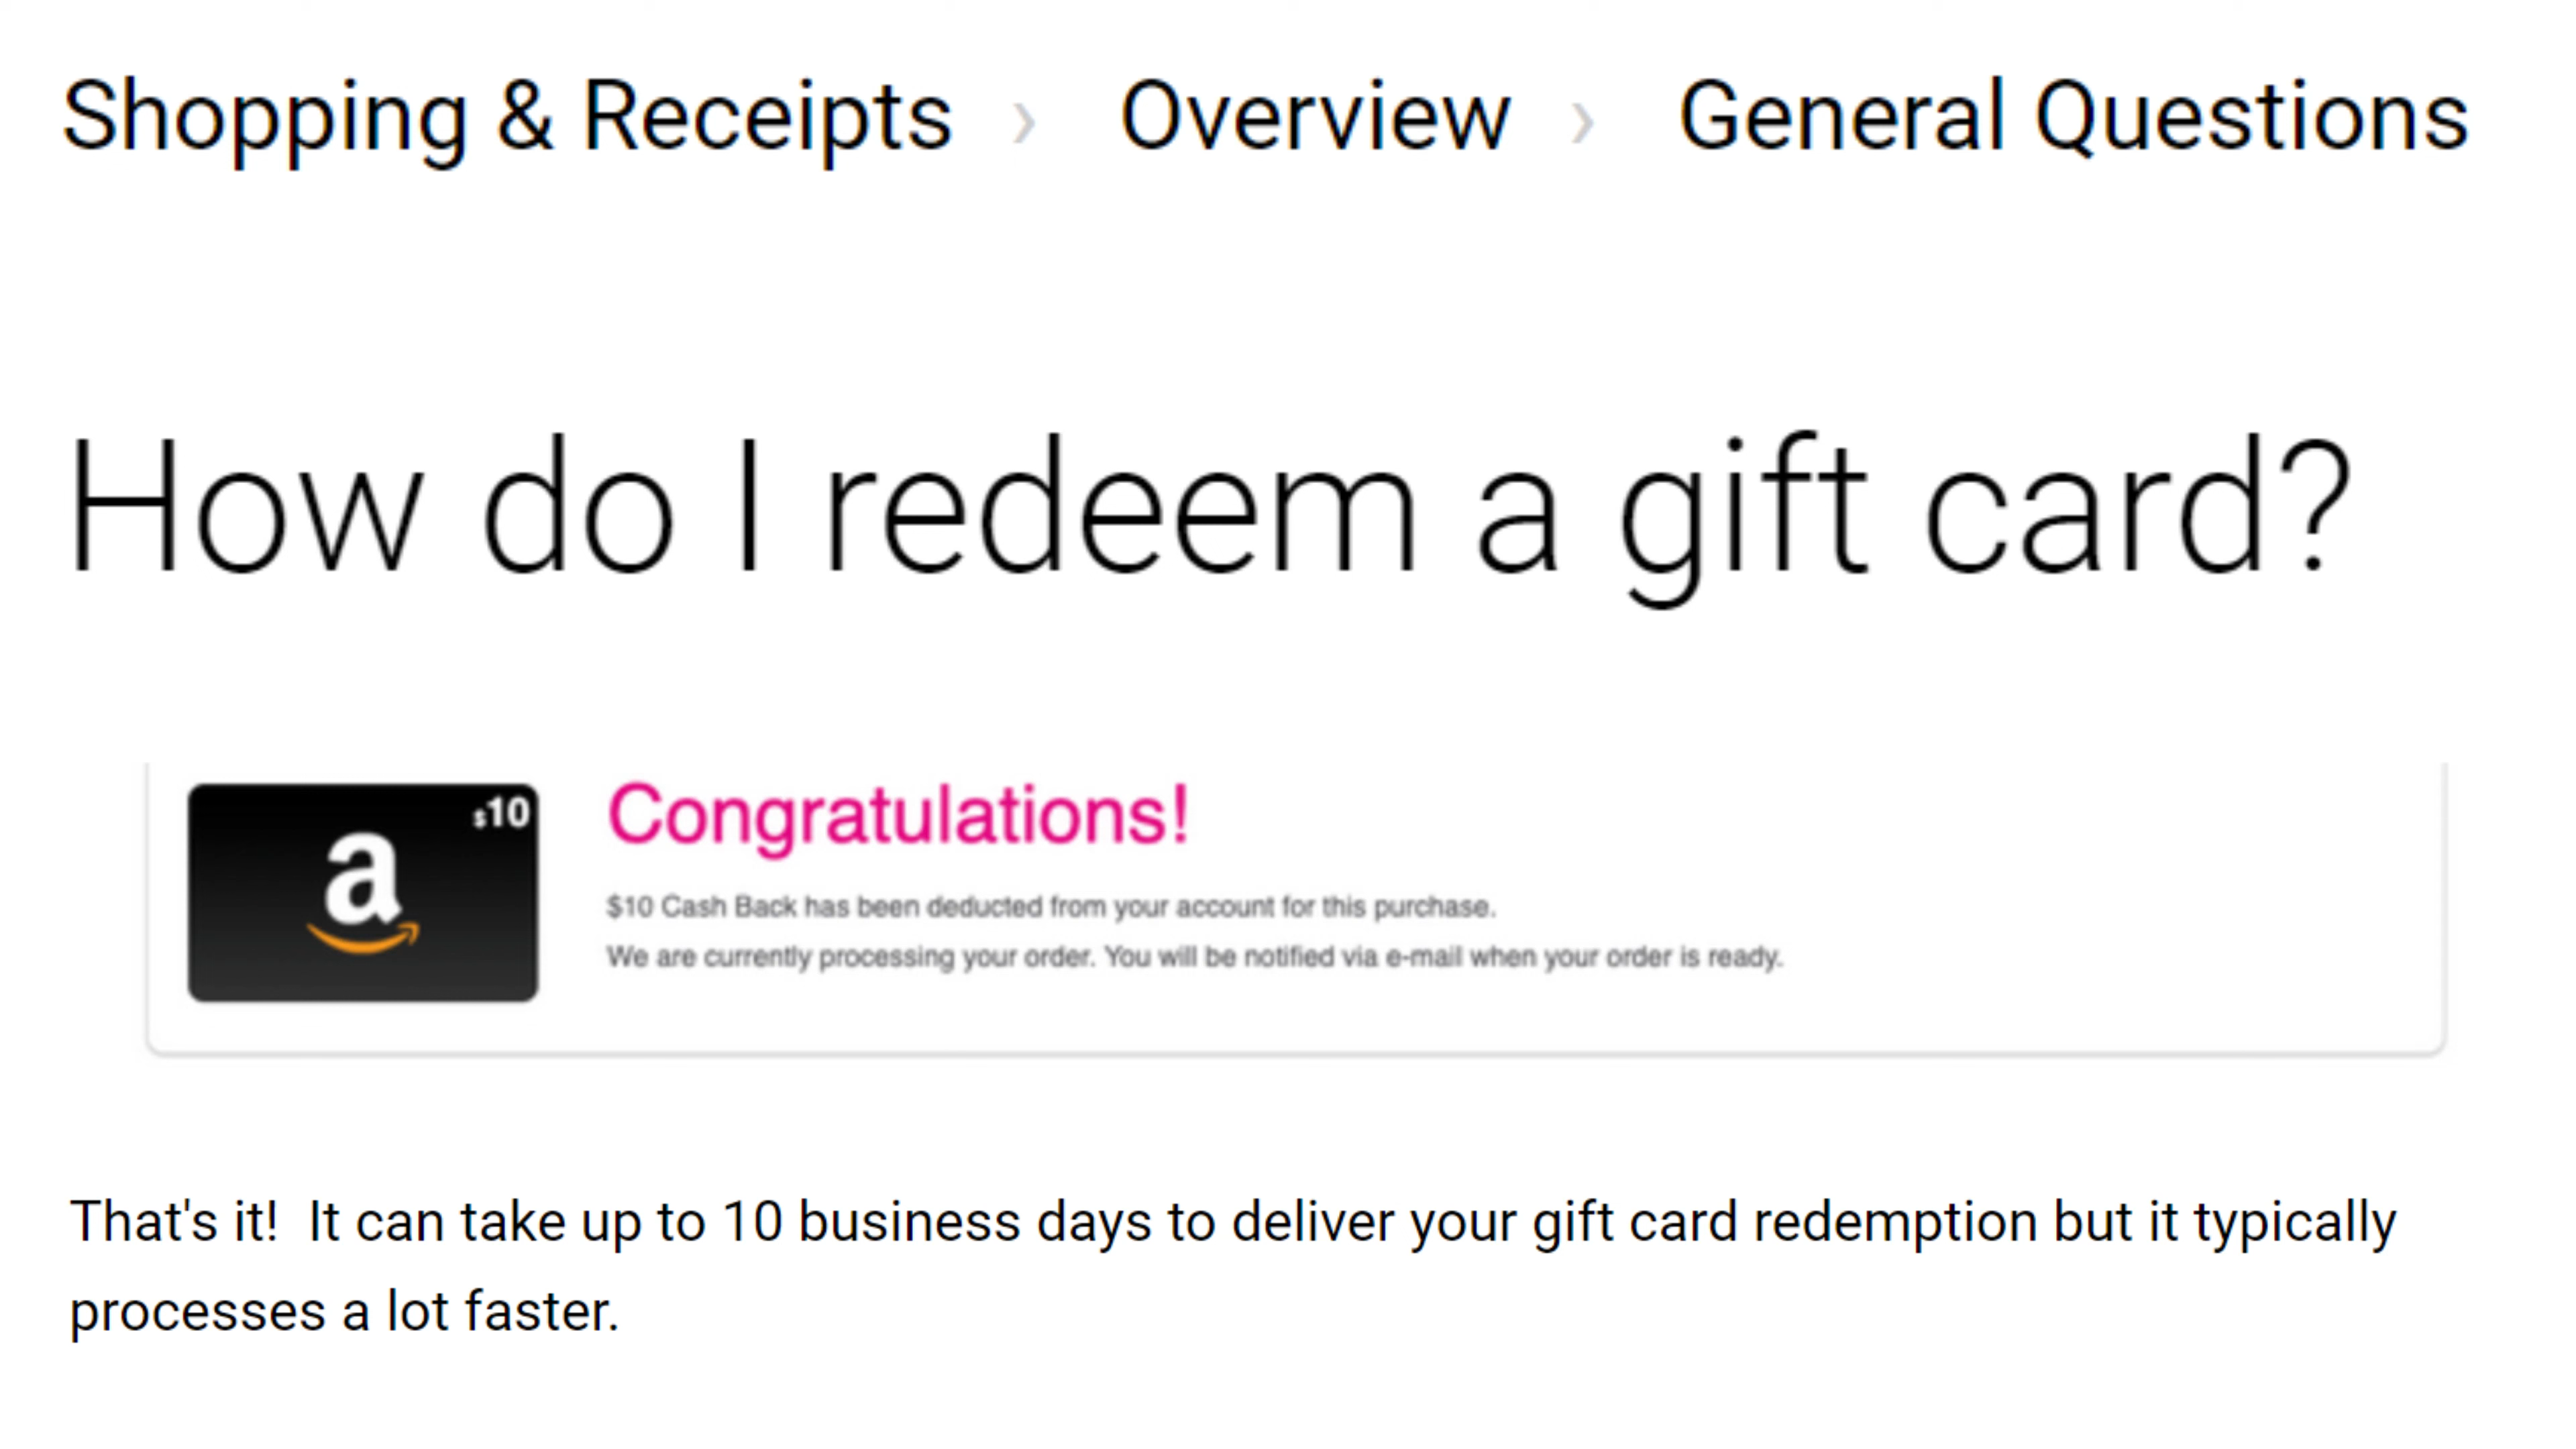 Shopping & Receipts › Overview › General Questions
How do I redeem a gift card?
$10
a
Congratulations!
$10 Cash Back has been deducted from your account for this purchase.
We are currently processing your order. You will be notified via e-mail when your order is ready.
That's it!  It can take up to 10 business days to deliver your gift card redemption but it typically
processes a lot faster.